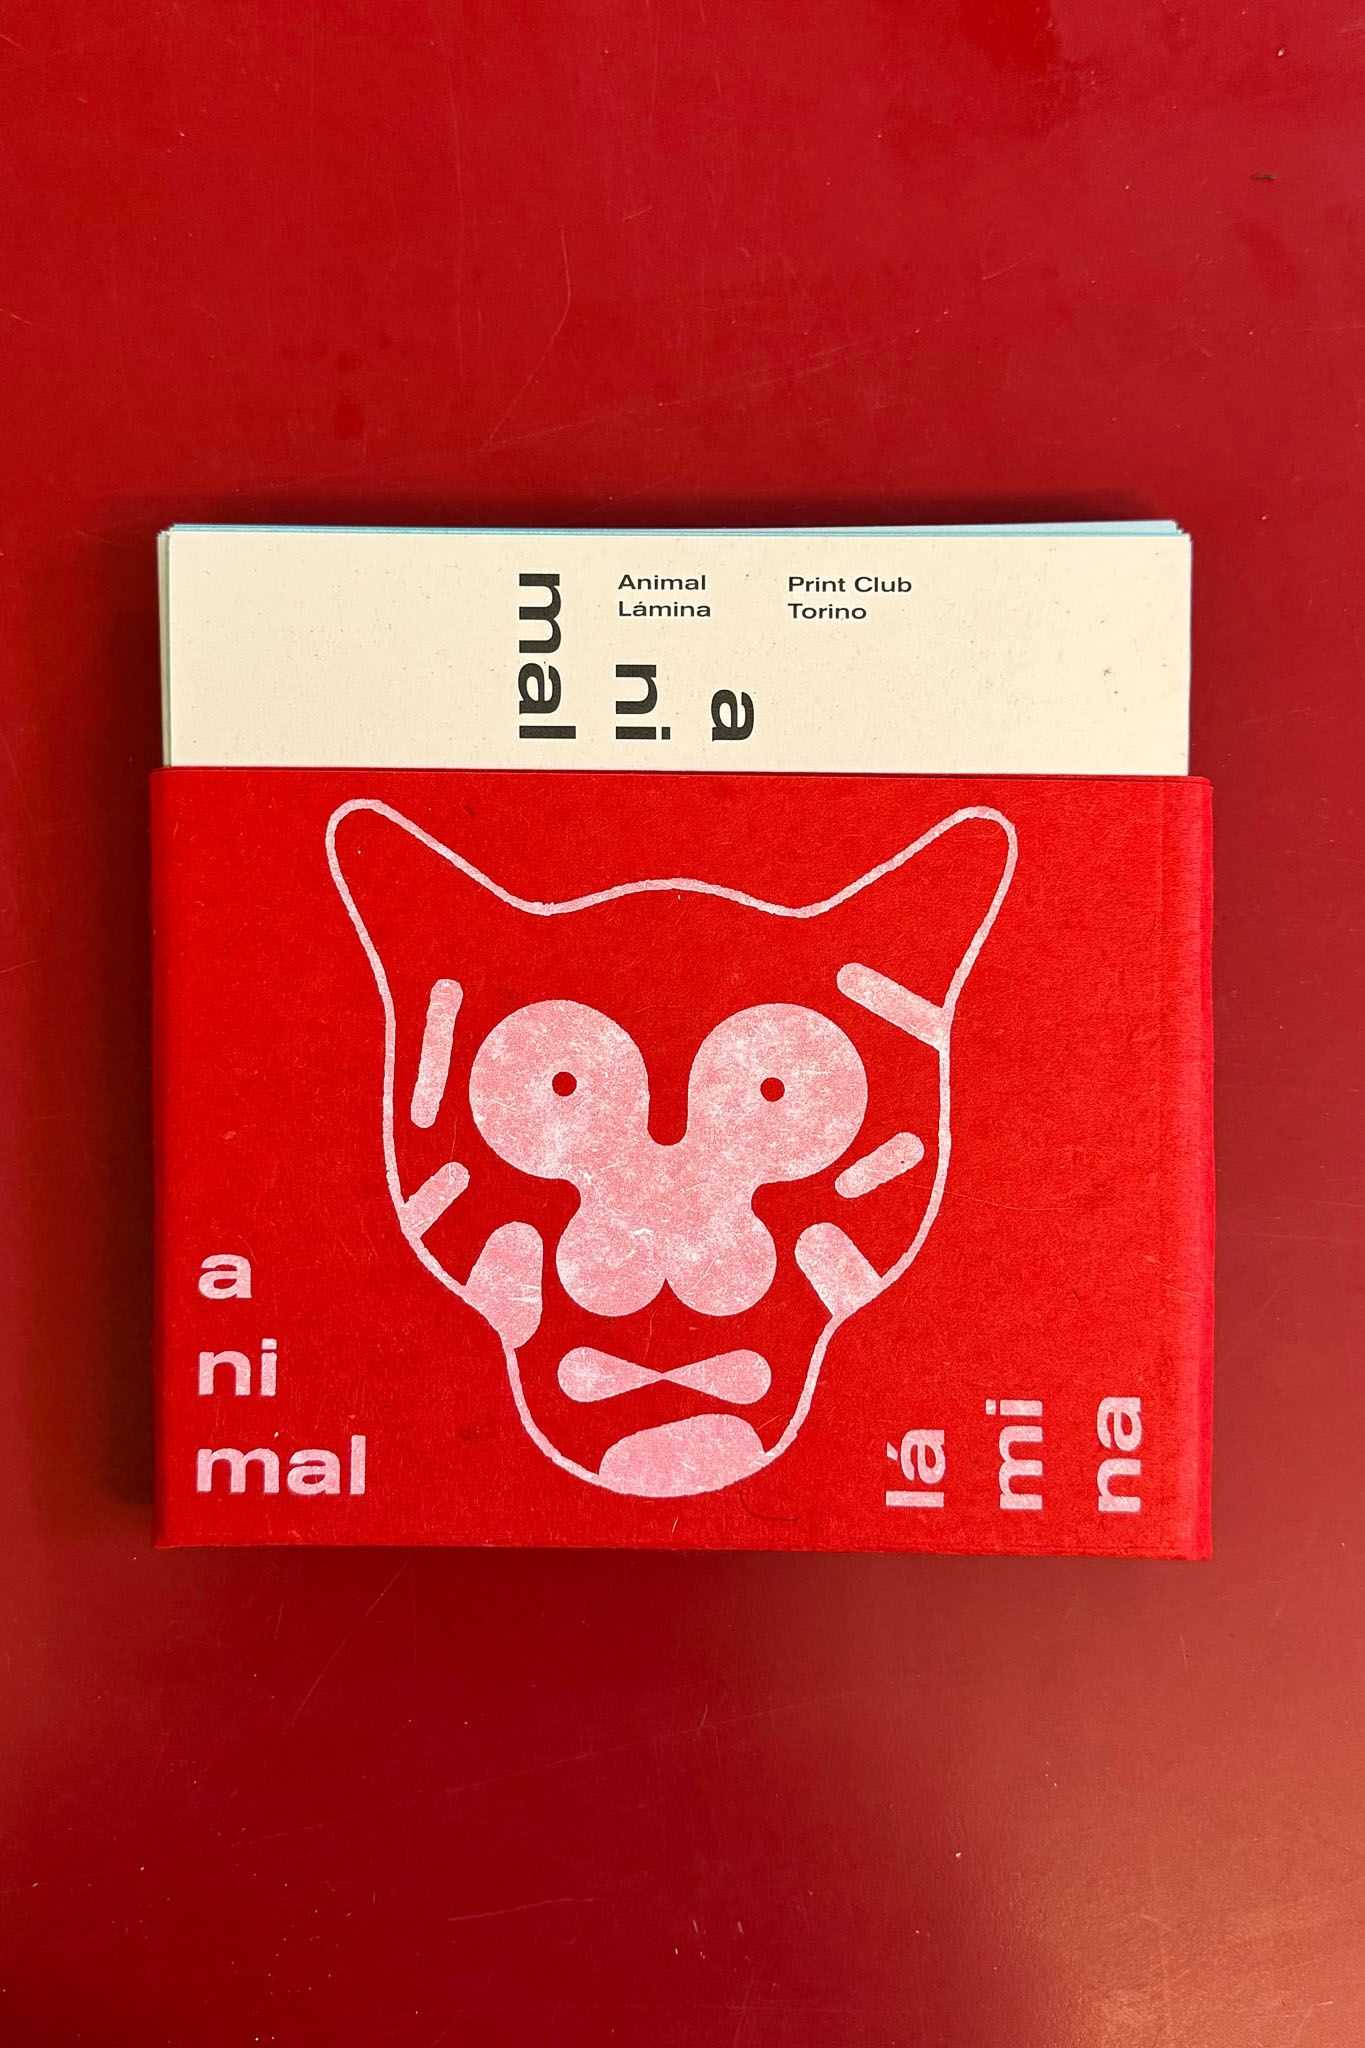 Animal
Lámina
Print Club
Torino
a
ni
mal
a
ni
mal
lá
mi
na